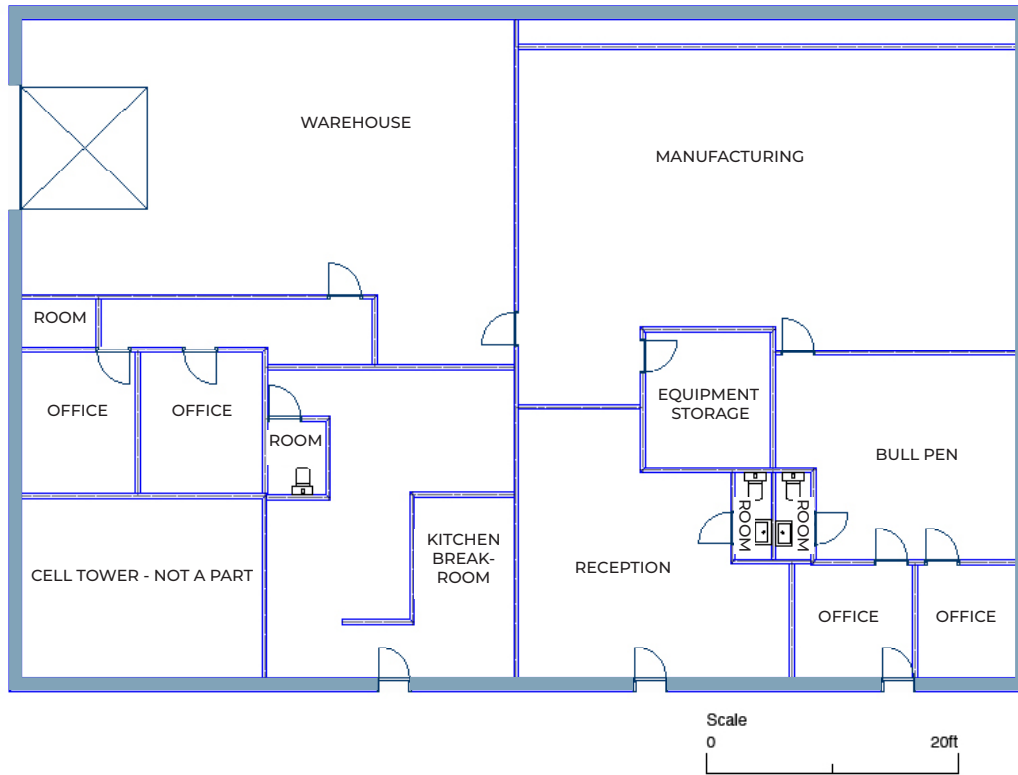 WAREHOUSE
MANUFACTURING
ROOM
OFFICE
OFFICE
EQUIPMENT
STORAGE
ROOM
BULL PEN
ROOM
ROOM
KITCHEN
BREAK-
ROOM
RECEPTION
CELL TOWER - NOT A PART
OFFICE
OFFICE
Scale
0 20ft